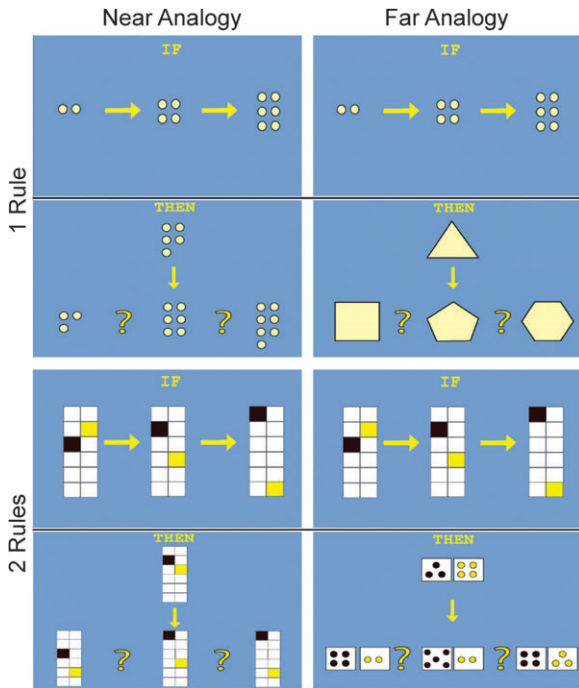 Near Analogy
Far Analogy
1 Rule
IF
IF
THEN
THEN
? ?
? ?
2 Rules
IF
IF
THEN
THEN
? ?
? ?